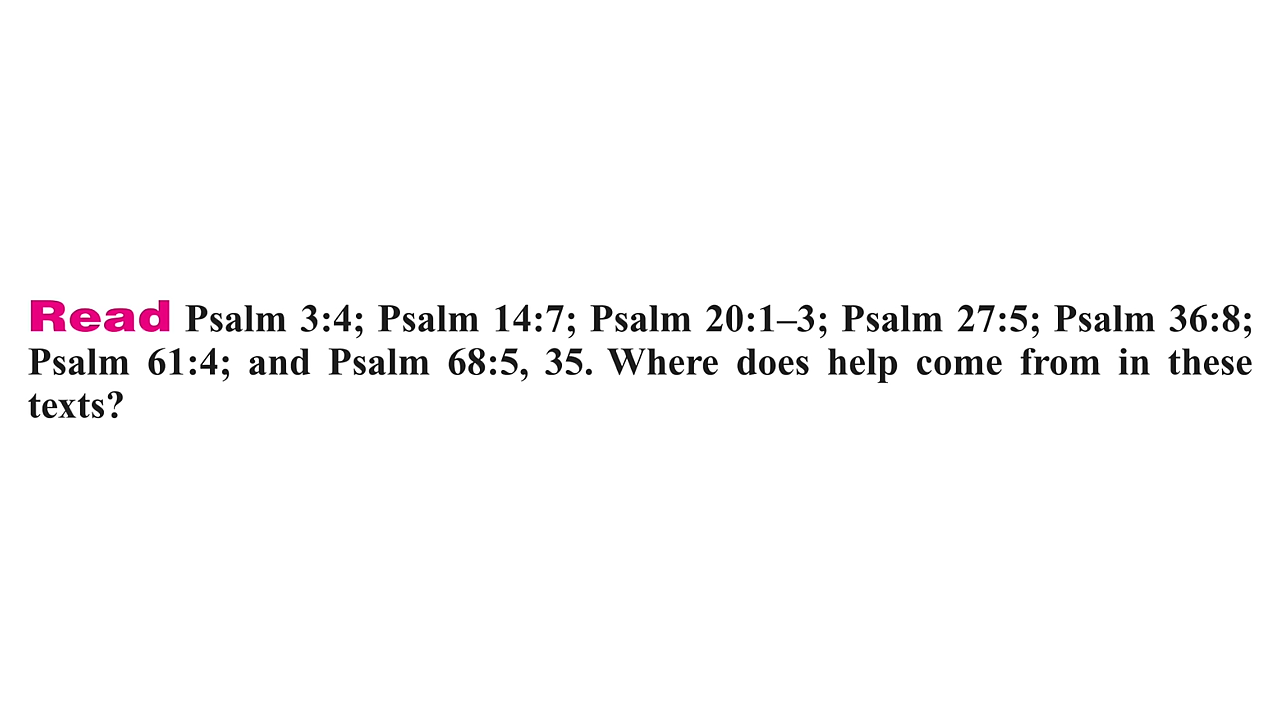 Read Psalm 3:4; Psalm 14:7; Psalm 20:1–3; Psalm 27:5; Psalm 36:8;
Psalm 61:4; and Psalm 68:5, 35. Where does help come from in these
texts?